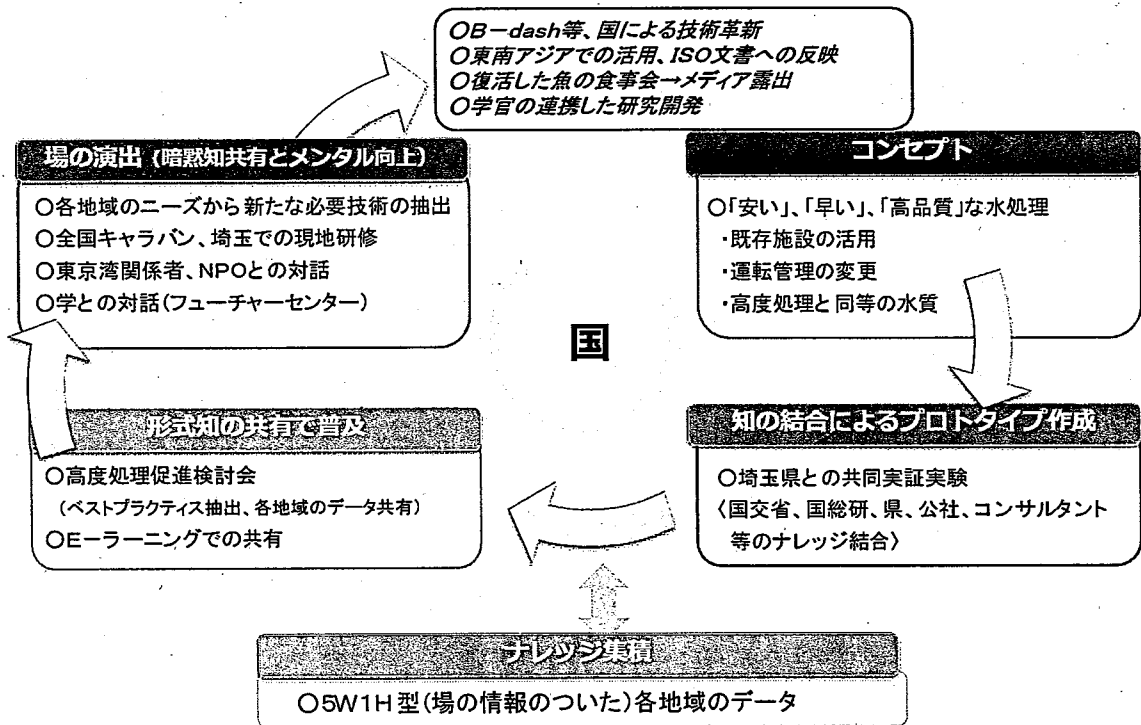 ○B－dash等、国による技術革新
○東南アジアでの活用、ISO文書への反映
○復活した魚の食事会→メディア露出
○学官の連携した研究開発
場の演出（暗黙知共有とメンタル向上）
○各地域のニーズから新たな必要技術の抽出
○全国キャラバン、埼玉での現地研修
○東京湾関係者、NPOとの対話
○学との対話（フューチャーセンター）
コンセプト
○「安い」、「早い」、「高品質」な水処理
・既存施設の活用
・運転管理の変更
・高度処理と同等の水質
国
形式知の共有で普及
○高度処理促進検討会
（ベストプラクティス抽出、各地域のデータ共有）
○E－ラーニングでの共有
知の結合によるプロトタイプ作成
○埼玉県との共同実証実験
〈国交省、国総研、県、公社、コンサルタント
等のナレッジ結合〉
ナレッジ集積
○5W1H型（場の情報のついた）各地域のデータ